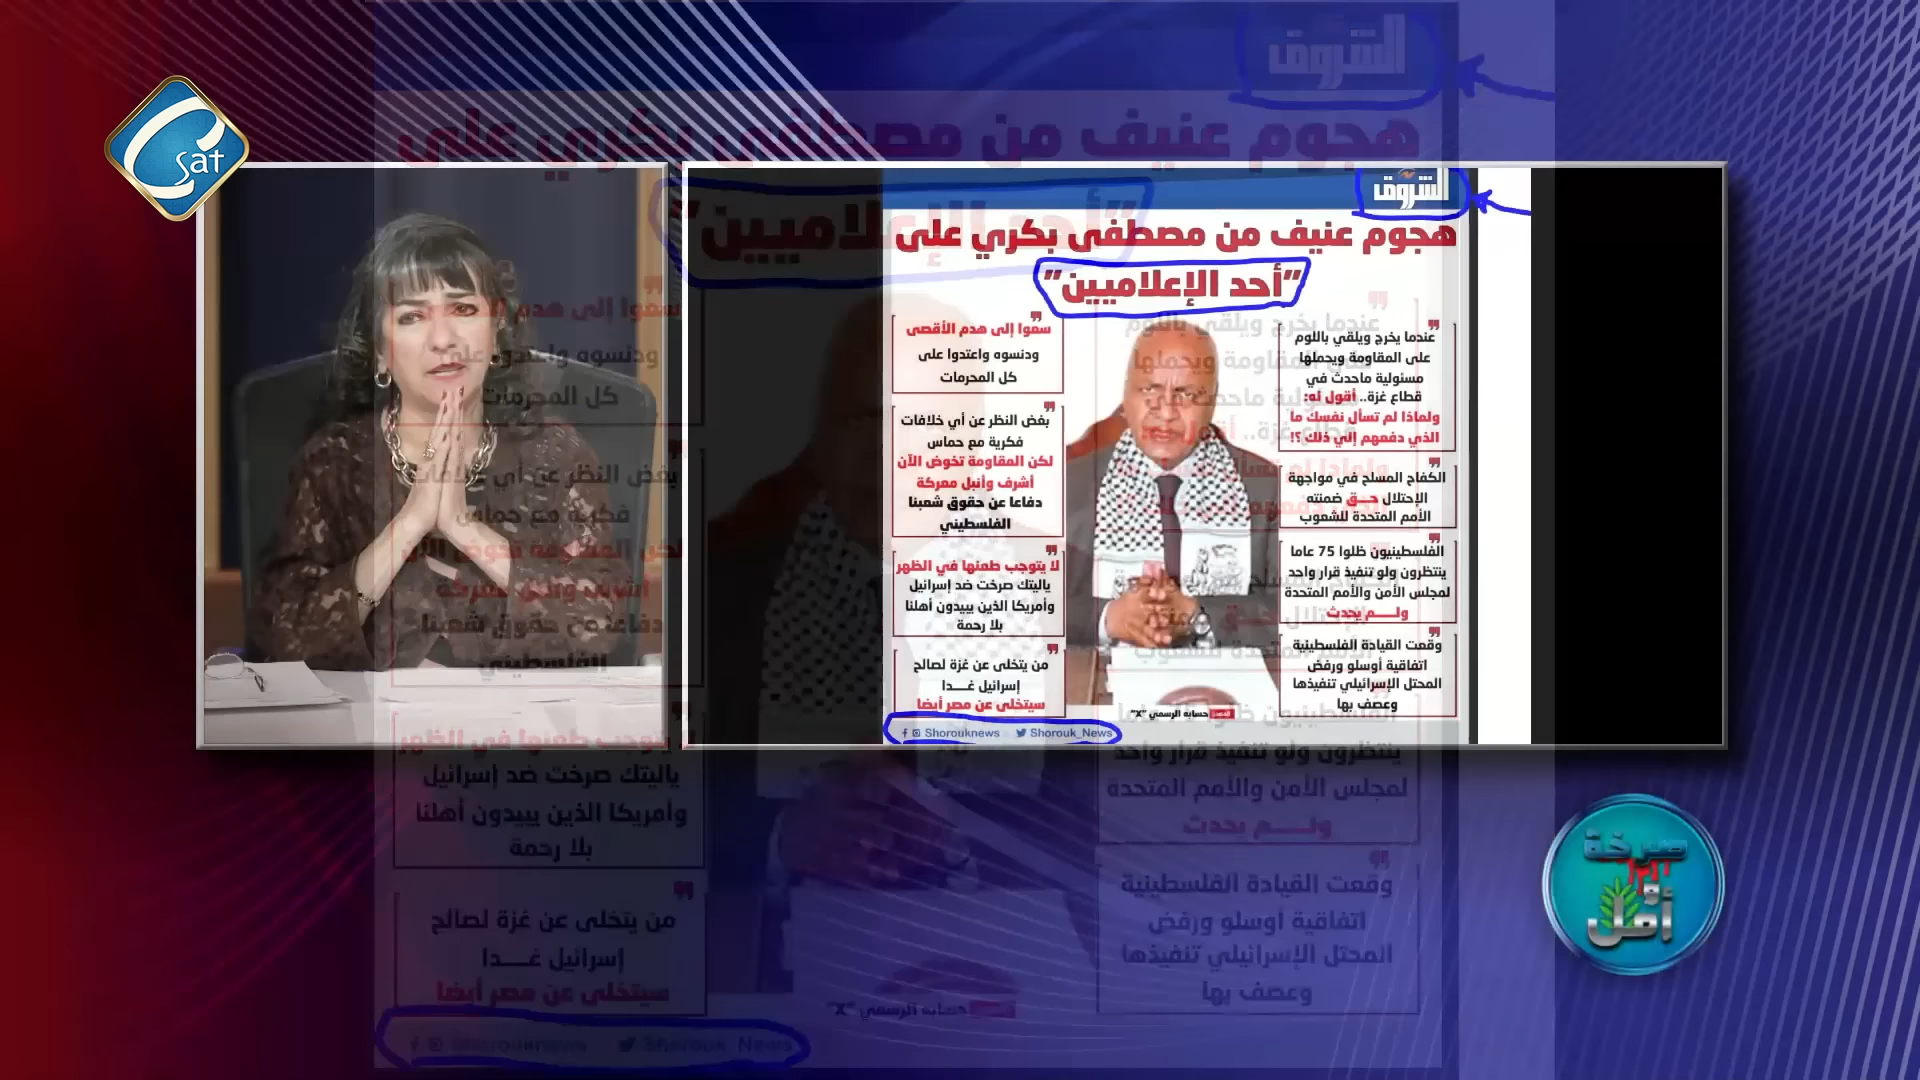 C Sat
الشروق
هجوم عنيف من مصطفى بكري على
"أحد الإعلاميين"
عندما يخرج ويلقي باللوم
على المقاومة ويحملها
مسئولية ماحدث في
قطاع غزة.. أقول له:
ولماذا لم تسأل نفسك ما
الذي دفعهم إلي ذلك ؟!
الكفاح المسلح في مواجهة
الإحتلال حـــق ضمنته
الأمم المتحدة للشعوب
الفلسطينيون ظلوا 75 عاما
ينتظرون ولو تنفيذ قرار واحد
لمجلس الأمن والأمم المتحدة
ولــــم يحدث
وقعت القيادة الفلسطينية
اتفاقية أوسلو ورفض
المحتل الإسرائيلي تنفيذها
وعصف بها
سعوا إلى هدم الأقصى
ودنسوه واعتدوا على
كل المحرمات
بغض النظر عن أي خلافات
فكرية مع حماس
لكن المقاومة تخوض الآن
أشرف وأنبل معركة
دفاعا عن حقوق شعبنا
الفلسطيني
لا يتوجب طعنها في الظهر
ياليتك صرخت ضد إسرائيل
وأمريكا الذين يبيدون أهلنا
بلا رحمة
من يتخلى عن غزة لصالح
إسرائيل غــــدا
سيتخلى عن مصر أيضا
المصدر حسابه الرسمي "X"
Shorouknews Shorouk_News
صرخة
أمل